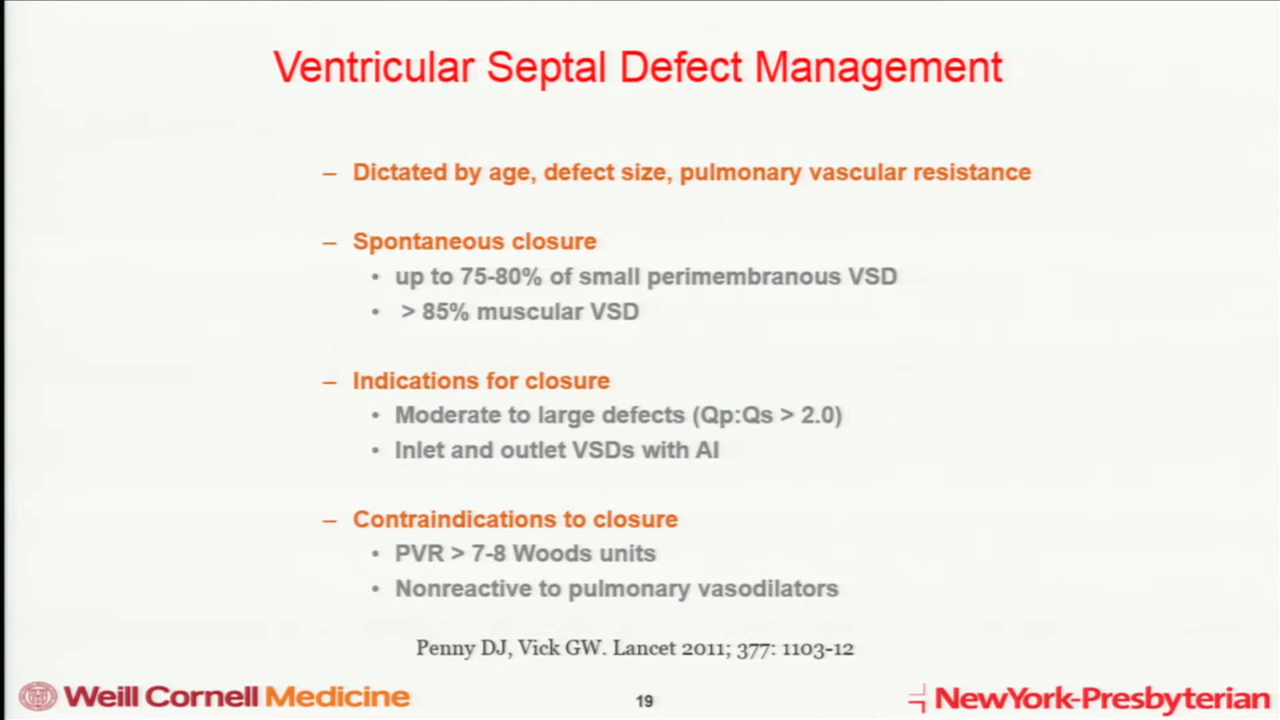 Ventricular Septal Defect Management
– Dictated by age, defect size, pulmonary vascular resistance
– Spontaneous closure
• up to 75-80% of small perimembranous VSD
• > 85% muscular VSD
– Indications for closure
• Moderate to large defects (Qp:Qs > 2.0)
• Inlet and outlet VSDs with AI
– Contraindications to closure
• PVR > 7-8 Woods units
• Nonreactive to pulmonary vasodilators
Penny DJ, Vick GW. Lancet 2011; 377: 1103-12
Weill Cornell Medicine
19
NewYork-Presbyterian